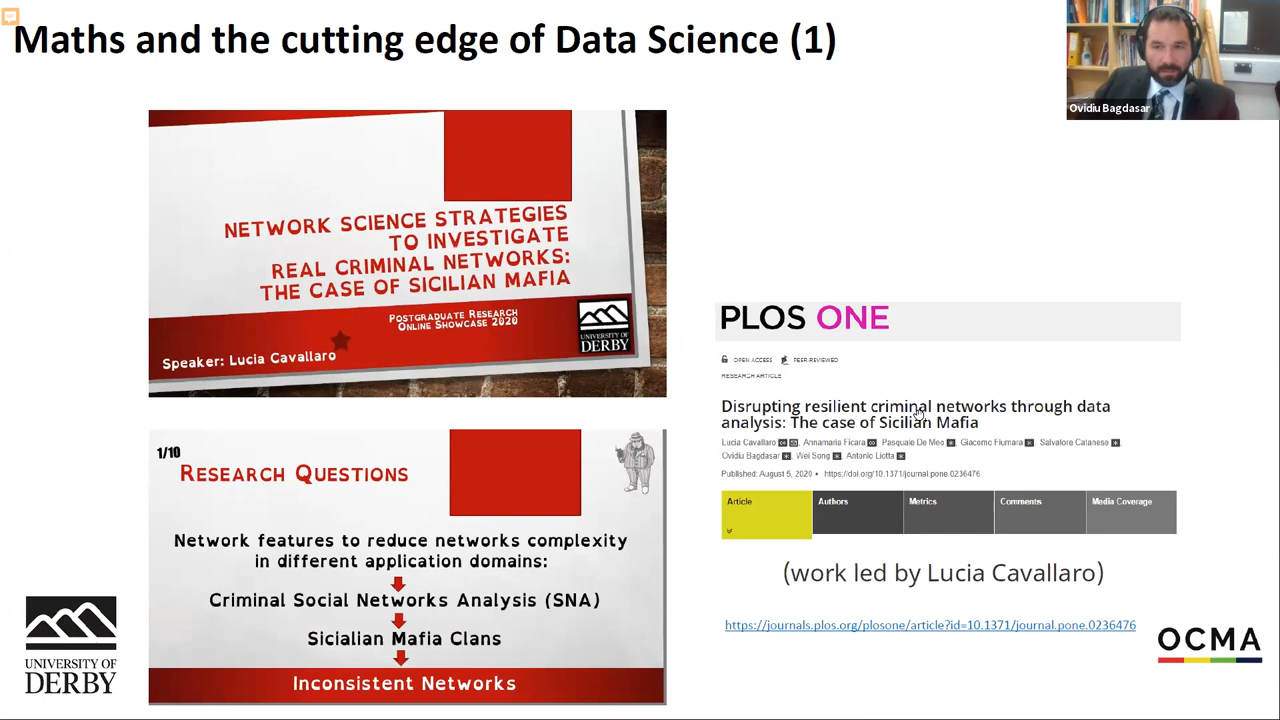 Maths and the cutting edge of Data Science (1)
Ovidiu Bagdasar
NETWORK SCIENCE STRATEGIES
TO INVESTIGATE
REAL CRIMINAL NETWORKS:
THE CASE OF SICILIAN MAFIA
POSTGRADUATE RESEARCH
ONLINE SHOWCASE 2020
UNIVERSITY OF
DERBY
Speaker: Lucia Cavallaro
1/10
RESEARCH QUESTIONS
Network features to reduce networks complexity
in different application domains:
Criminal Social Networks Analysis (SNA)
Sicialian Mafia Clans
Inconsistent Networks
PLOS ONE
OPEN ACCESS PEER-REVIEWED
RESEARCH ARTICLE
Disrupting resilient criminal networks through data
analysis: The case of Sicilian Mafia
Lucia Cavallaro, Annamaria Ficara, Pasquale De Meo, Giacomo Fiumara, Salvatore Catanese,
Ovidiu Bagdasar, Wei Song, Antonio Liotta
Published: August 5, 2020 • https://doi.org/10.1371/journal.pone.0236476
Article Authors Metrics Comments Media Coverage
(work led by Lucia Cavallaro)
https://journals.plos.org/plosone/article?id=10.1371/journal.pone.0236476
UNIVERSITY OF
DERBY
OCMA